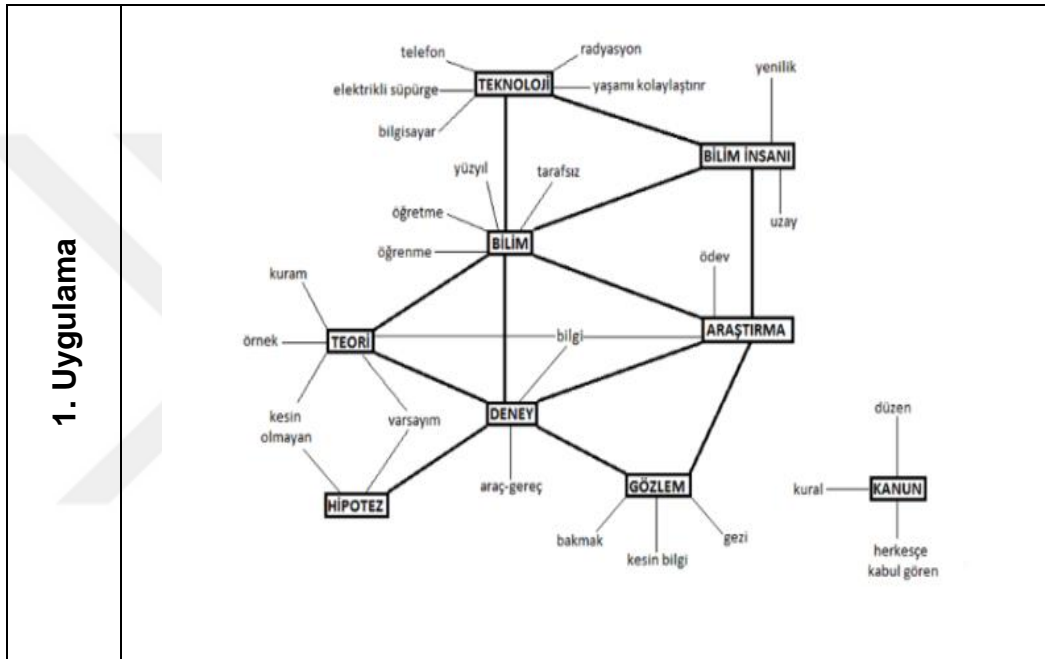 1. Uygulama
telefon
radyasyon
TEKNOLOJİ
yenilik
elektrikli süpürge
yaşamı kolaylaştırır
bilgisayar
BİLİM İNSANI
yüzyıl
tarafsız
öğretme
uzay
BİLİM
öğrenme
ödev
kuram
ARAŞTIRMA
örnek
TEORİ
bilgi
kesin
olmayan
varsayım
DENEY
düzen
araç-gereç
GÖZLEM
kural
KANUN
HİPOTEZ
bakmak
gezi
kesin bilgi
herkesçe
kabul gören